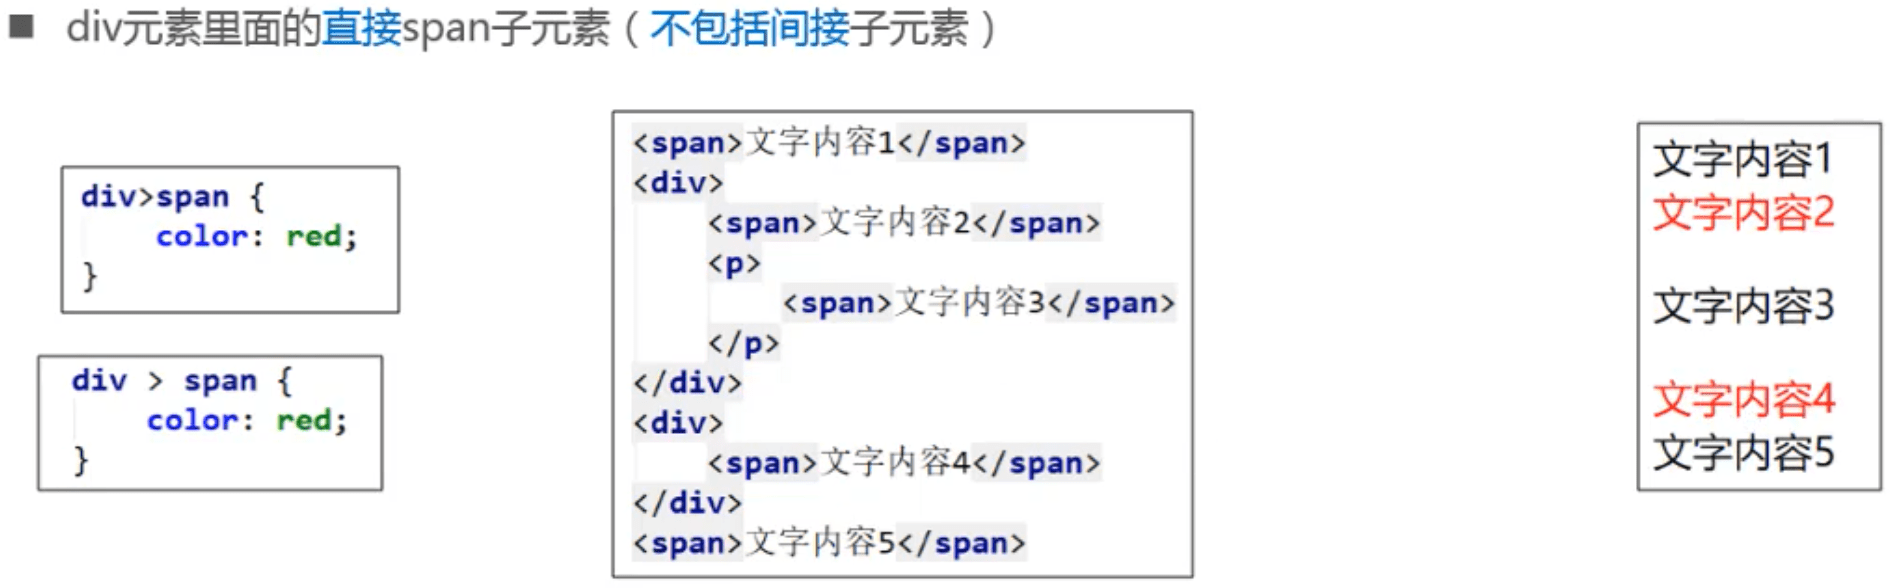 ■ div元素里面的直接span子元素（不包括间接子元素）
div>span {
    color: red;
}
div > span {
    color: red;
}
<span>文字内容1</span>
<div>
    <span>文字内容2</span>
    <p>
        <span>文字内容3</span>
    </p>
</div>
<div>
    <span>文字内容4</span>
</div>
<span>文字内容5</span>
文字内容1
文字内容2
文字内容3
文字内容4
文字内容5